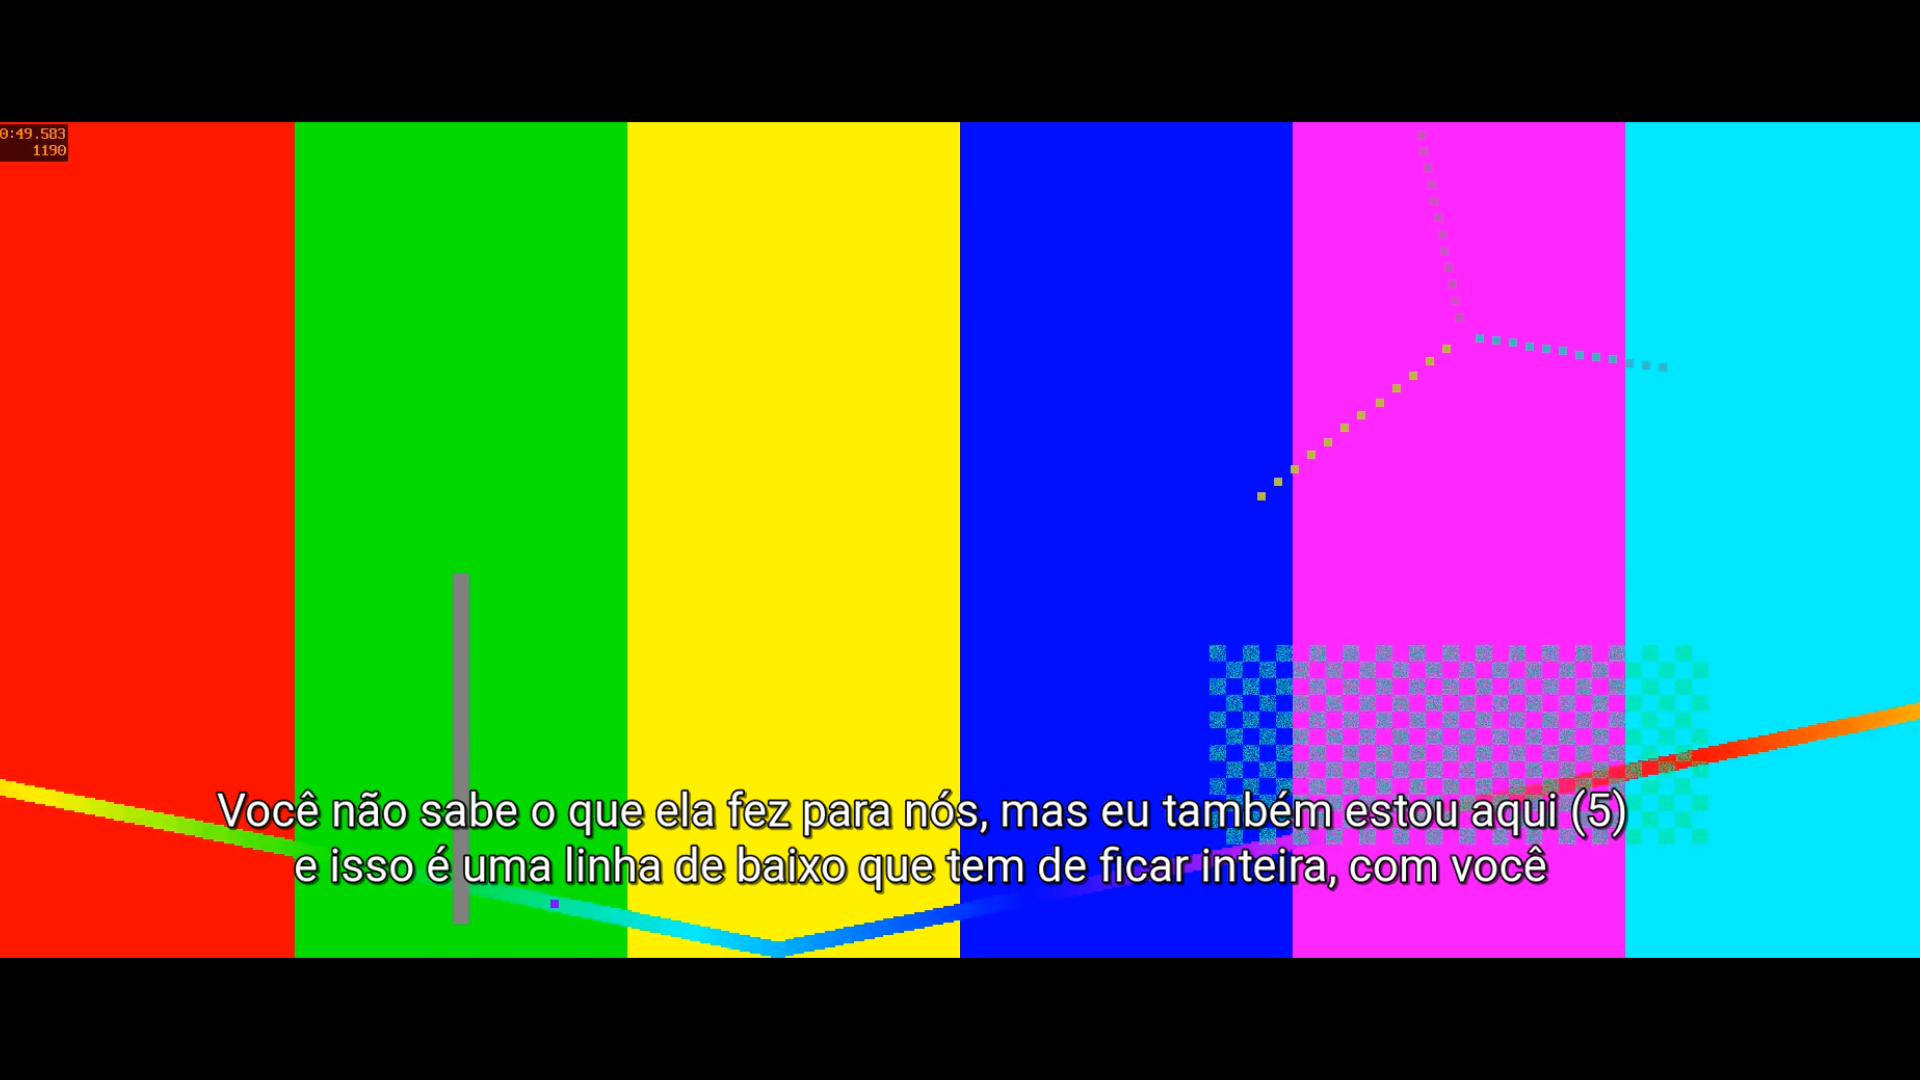 0:49.583
1190
Você não sabe o que ela fez para nós, mas eu também estou aqui (5)
e isso é uma linha de baixo que tem de ficar inteira, com você